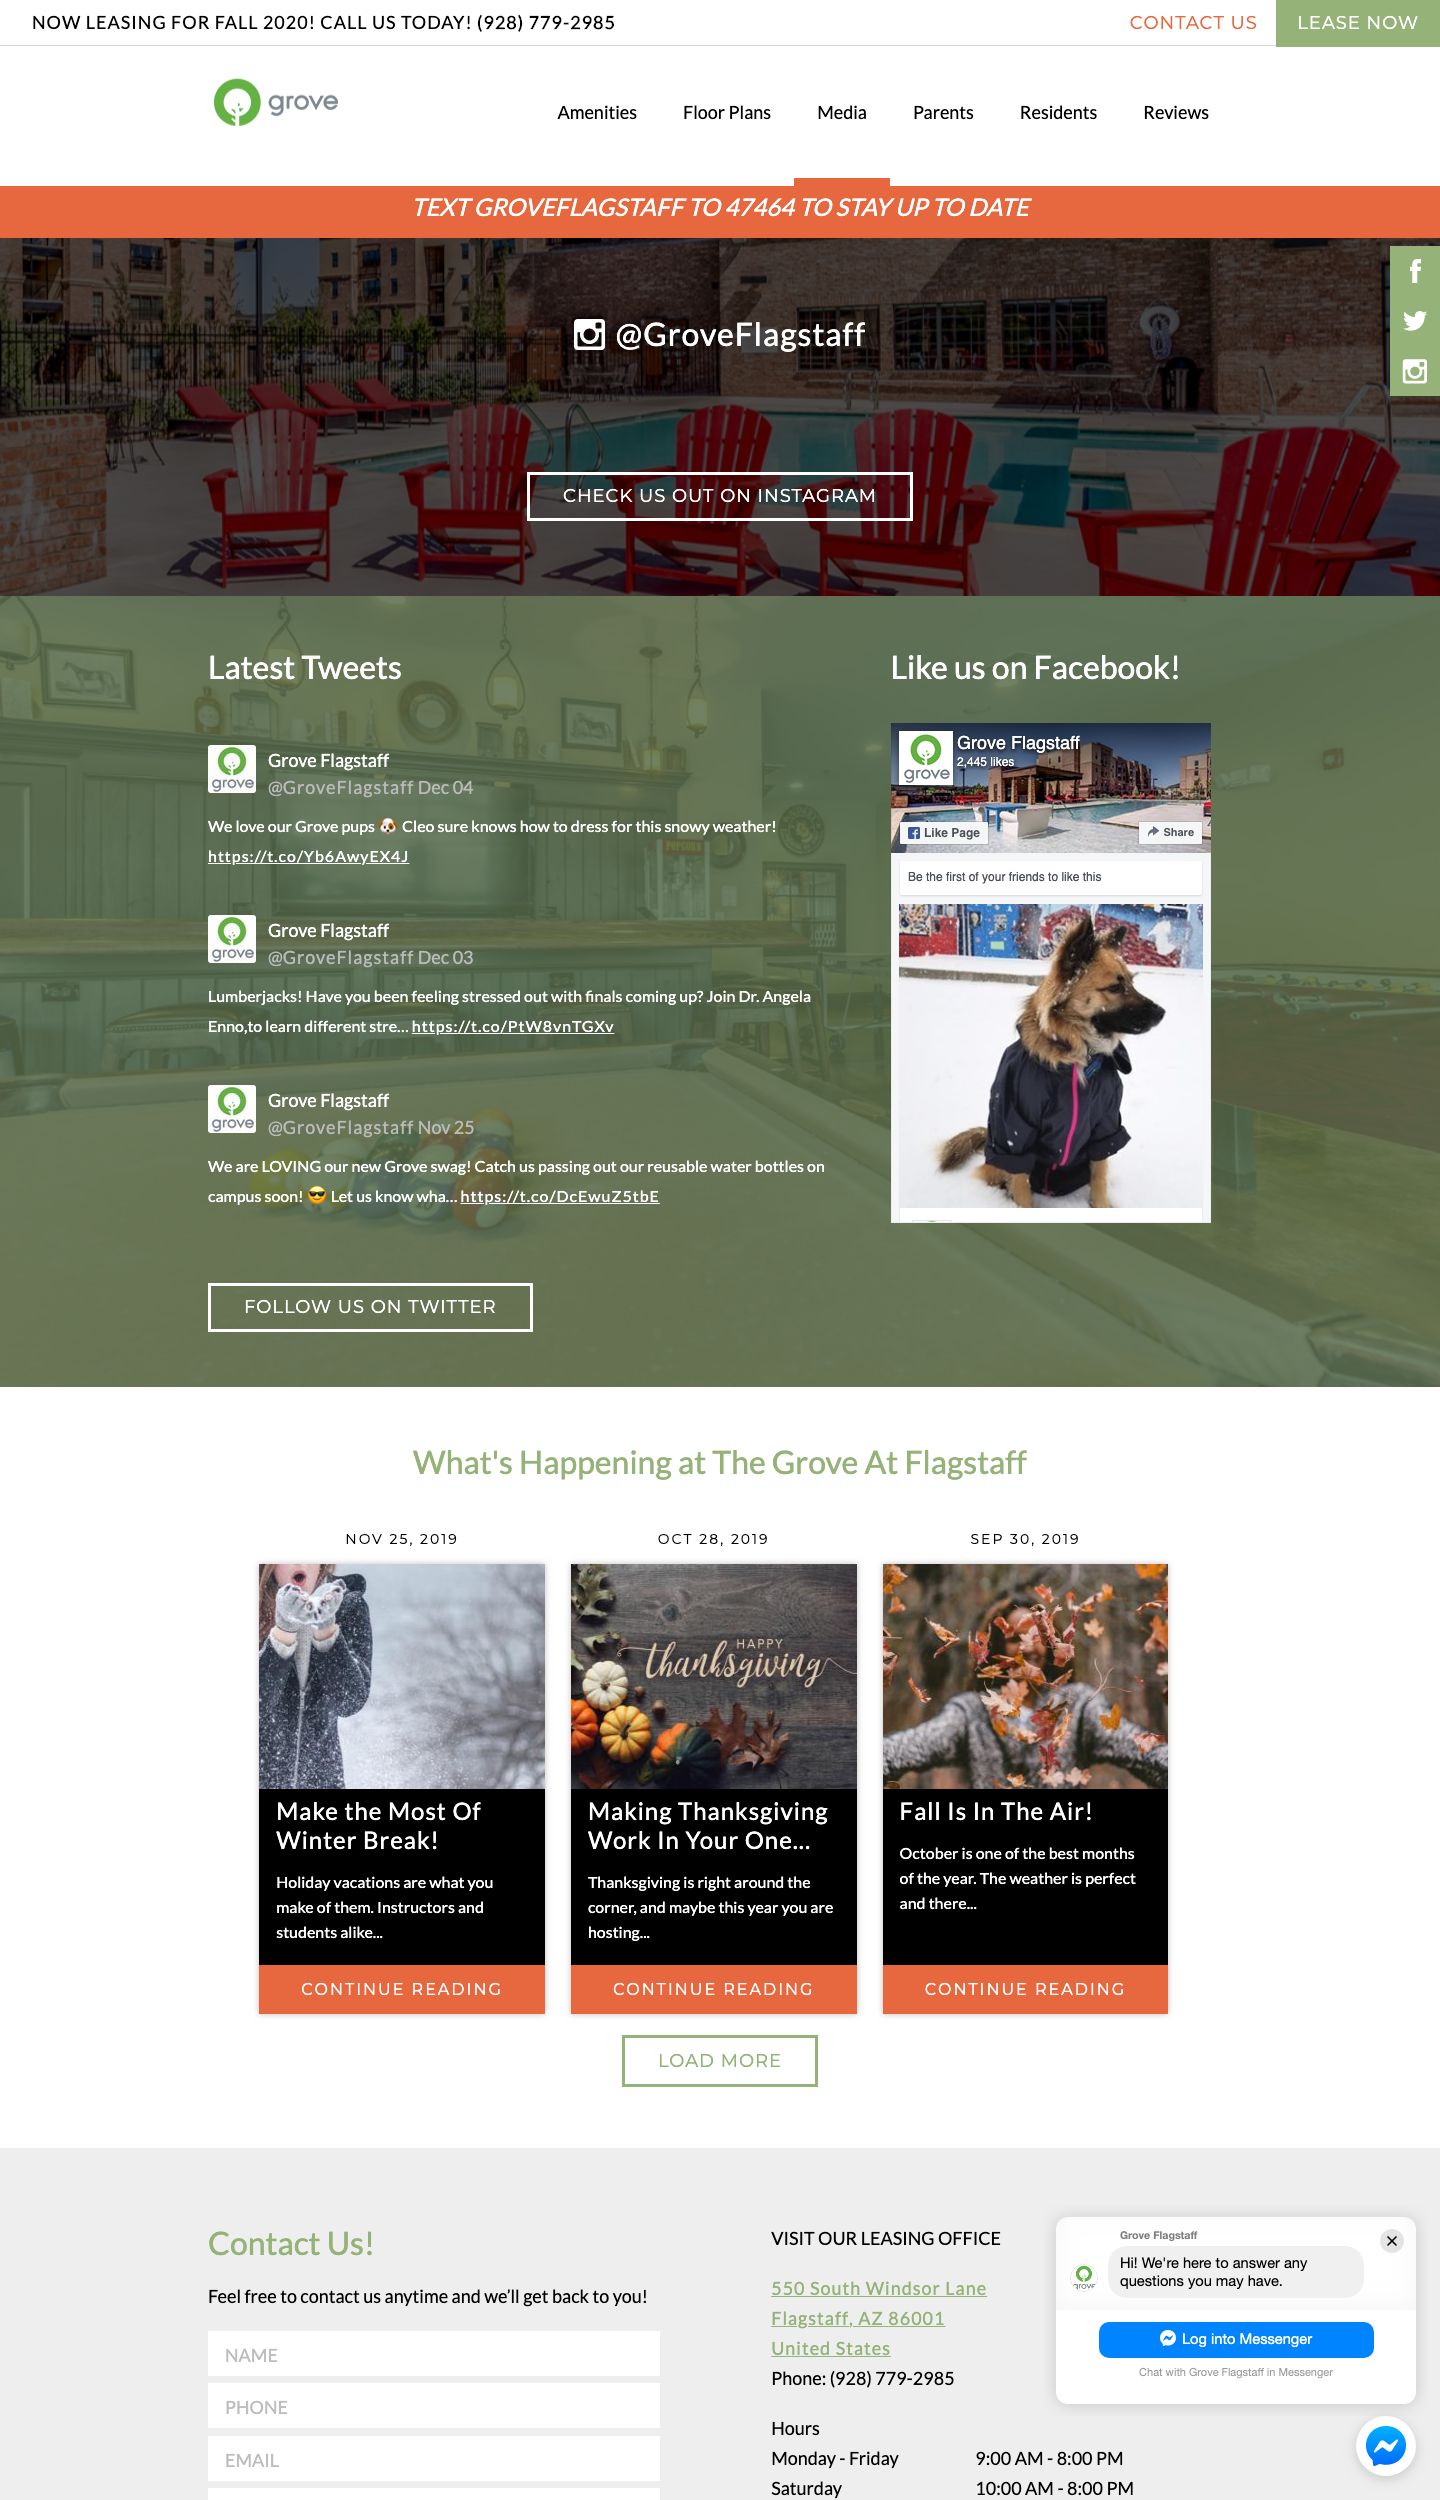 NOW LEASING FOR FALL 2020! CALL US TODAY! (928) 779-2985
CONTACT US
LEASE NOW
grove
Amenities
Floor Plans
Media
Parents
Residents
Reviews
TEXT GROVEFLAGSTAFF TO 47464 TO STAY UP TO DATE
@GroveFlagstaff
CHECK US OUT ON INSTAGRAM
Latest Tweets
grove
Grove Flagstaff
@GroveFlagstaff Dec 04
We love our Grove pups 🐶 Cleo sure knows how to dress for this snowy weather!
https://t.co/Yb6AwyEX4J
grove
Grove Flagstaff
@GroveFlagstaff Dec 03
Lumberjacks! Have you been feeling stressed out with finals coming up? Join Dr. Angela
Enno,to learn different stre… https://t.co/PtW8vnTGXv
grove
Grove Flagstaff
@GroveFlagstaff Nov 25
We are LOVING our new Grove swag! Catch us passing out our reusable water bottles on
campus soon! 😎 Let us know wha… https://t.co/DcEwuZ5tbE
FOLLOW US ON TWITTER
Like us on Facebook!
grove
Grove Flagstaff
2,445 likes
Like Page
Share
Be the first of your friends to like this
What's Happening at The Grove At Flagstaff
NOV 25, 2019
Make the Most Of
Winter Break!
Holiday vacations are what you
make of them. Instructors and
students alike...
CONTINUE READING
OCT 28, 2019
HAPPY
thanksgiving
Making Thanksgiving
Work In Your One...
Thanksgiving is right around the
corner, and maybe this year you are
hosting...
CONTINUE READING
SEP 30, 2019
Fall Is In The Air!
October is one of the best months
of the year. The weather is perfect
and there...
CONTINUE READING
LOAD MORE
Contact Us!
Feel free to contact us anytime and we'll get back to you!
NAME
PHONE
EMAIL
VISIT OUR LEASING OFFICE
550 South Windsor Lane
Flagstaff, AZ 86001
United States
Phone: (928) 779-2985
Hours
Monday - Friday 9:00 AM - 8:00 PM
Saturday 10:00 AM - 8:00 PM
Grove Flagstaff
Hi! We're here to answer any
questions you may have.
grove
Log into Messenger
Chat with Grove Flagstaff in Messenger